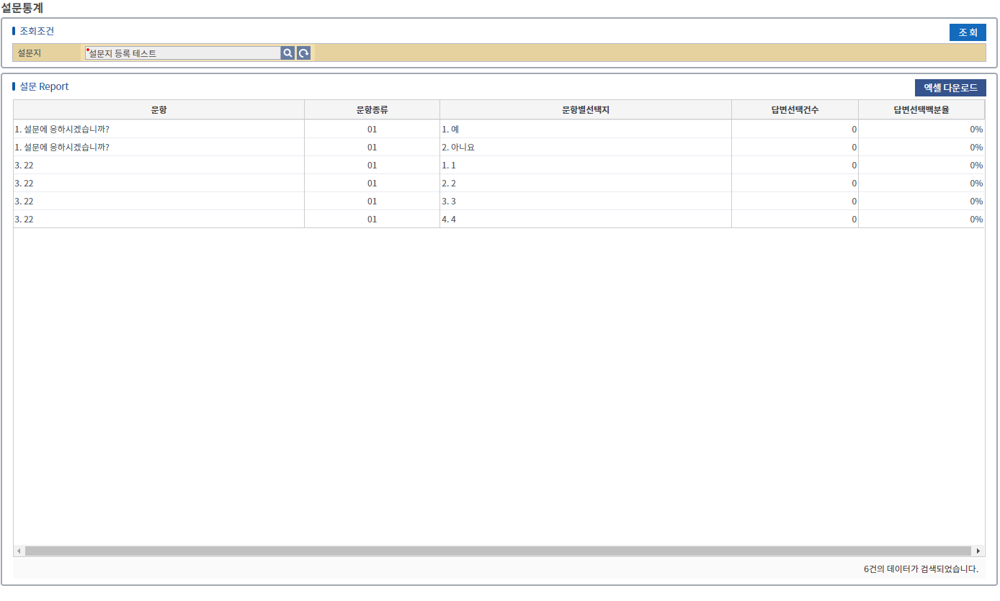 설문통계
조회조건
조 회
설문지
설문지 등록 테스트
설문 Report
엑셀 다운로드
문항 문항종류 문항별선택지 답변선택건수 답변선택백분율
1. 설문에 응하시겠습니까? 01 1. 예 0 0%
1. 설문에 응하시겠습니까? 01 2. 아니요 0 0%
3. 22 01 1. 1 0 0%
3. 22 01 2. 2 0 0%
3. 22 01 3. 3 0 0%
3. 22 01 4. 4 0 0%
6건의 데이터가 검색되었습니다.